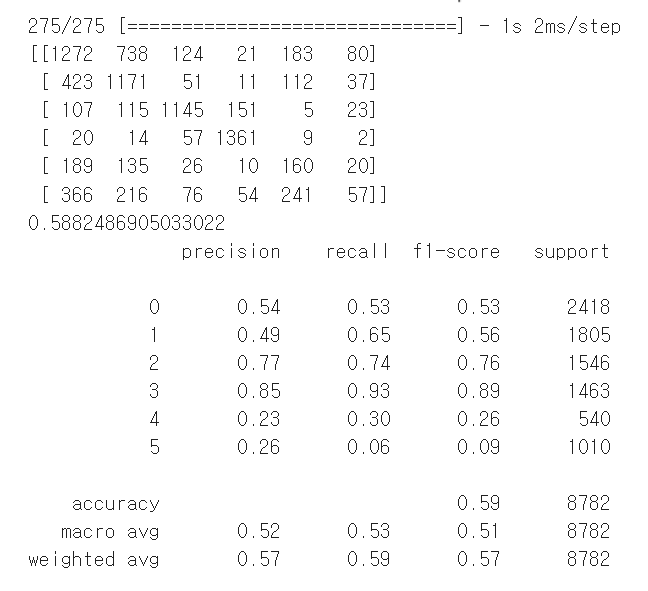 275/275 [==============================] - 1s 2ms/step
[[1272  738  124   21  183   80]
 [ 423 1171   51   11  112   37]
 [ 107  115 1145  151    5   23]
 [  20   14   57 1361    9    2]
 [ 189  135   26   10  160   20]
 [ 366  216   76   54  241   57]]
0.5882486905033022
              precision    recall  f1-score   support

           0       0.54      0.53      0.53      2418
           1       0.49      0.65      0.56      1805
           2       0.77      0.74      0.76      1546
           3       0.85      0.93      0.89      1463
           4       0.23      0.30      0.26       540
           5       0.26      0.06      0.09      1010

    accuracy                           0.59      8782
   macro avg       0.52      0.53      0.51      8782
weighted avg       0.57      0.59      0.57      8782